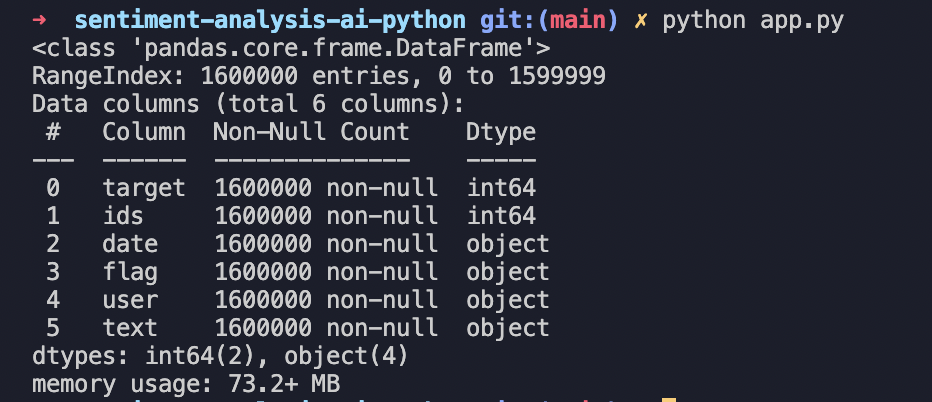 ➜ sentiment-analysis-ai-python git:(main) ✗ python app.py
<class 'pandas.core.frame.DataFrame'>
RangeIndex: 1600000 entries, 0 to 1599999
Data columns (total 6 columns):
 #   Column  Non-Null Count    Dtype
---  ------  --------------    -----
 0   target  1600000 non-null  int64
 1   ids     1600000 non-null  int64
 2   date    1600000 non-null  object
 3   flag    1600000 non-null  object
 4   user    1600000 non-null  object
 5   text    1600000 non-null  object
dtypes: int64(2), object(4)
memory usage: 73.2+ MB